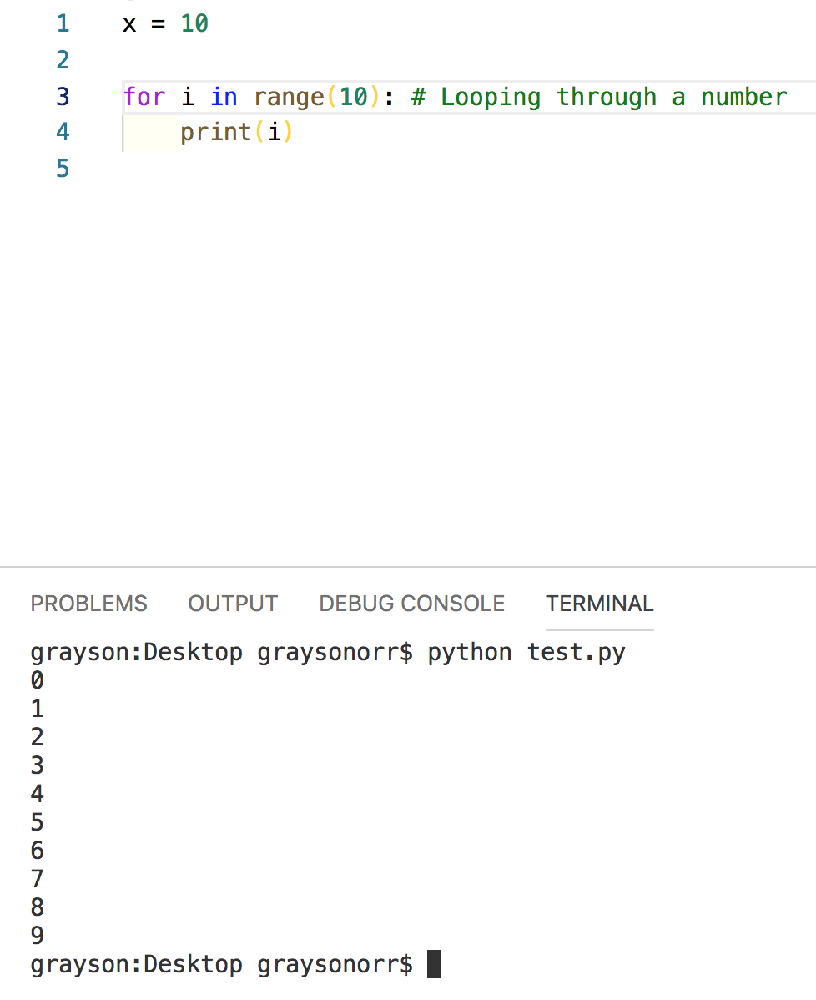 1 x = 10
2
3 for i in range(10): # Looping through a number
4     print(i)
5
PROBLEMS OUTPUT DEBUG CONSOLE TERMINAL
grayson:Desktop graysonorr$ python test.py
0
1
2
3
4
5
6
7
8
9
grayson:Desktop graysonorr$